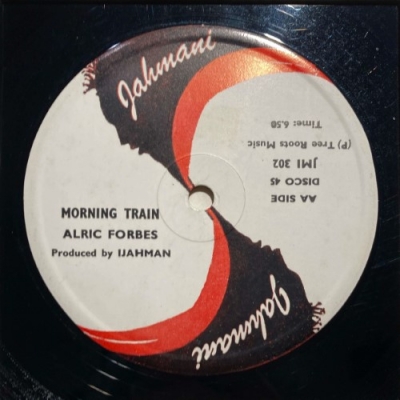 Jahmani
MORNING TRAIN
ALRIC FORBES
Produced by IJAHMAN
AA SIDE
DISCO 45
JMI 302
(P) Tree Roots Music
Time: 6.50
Jahmani